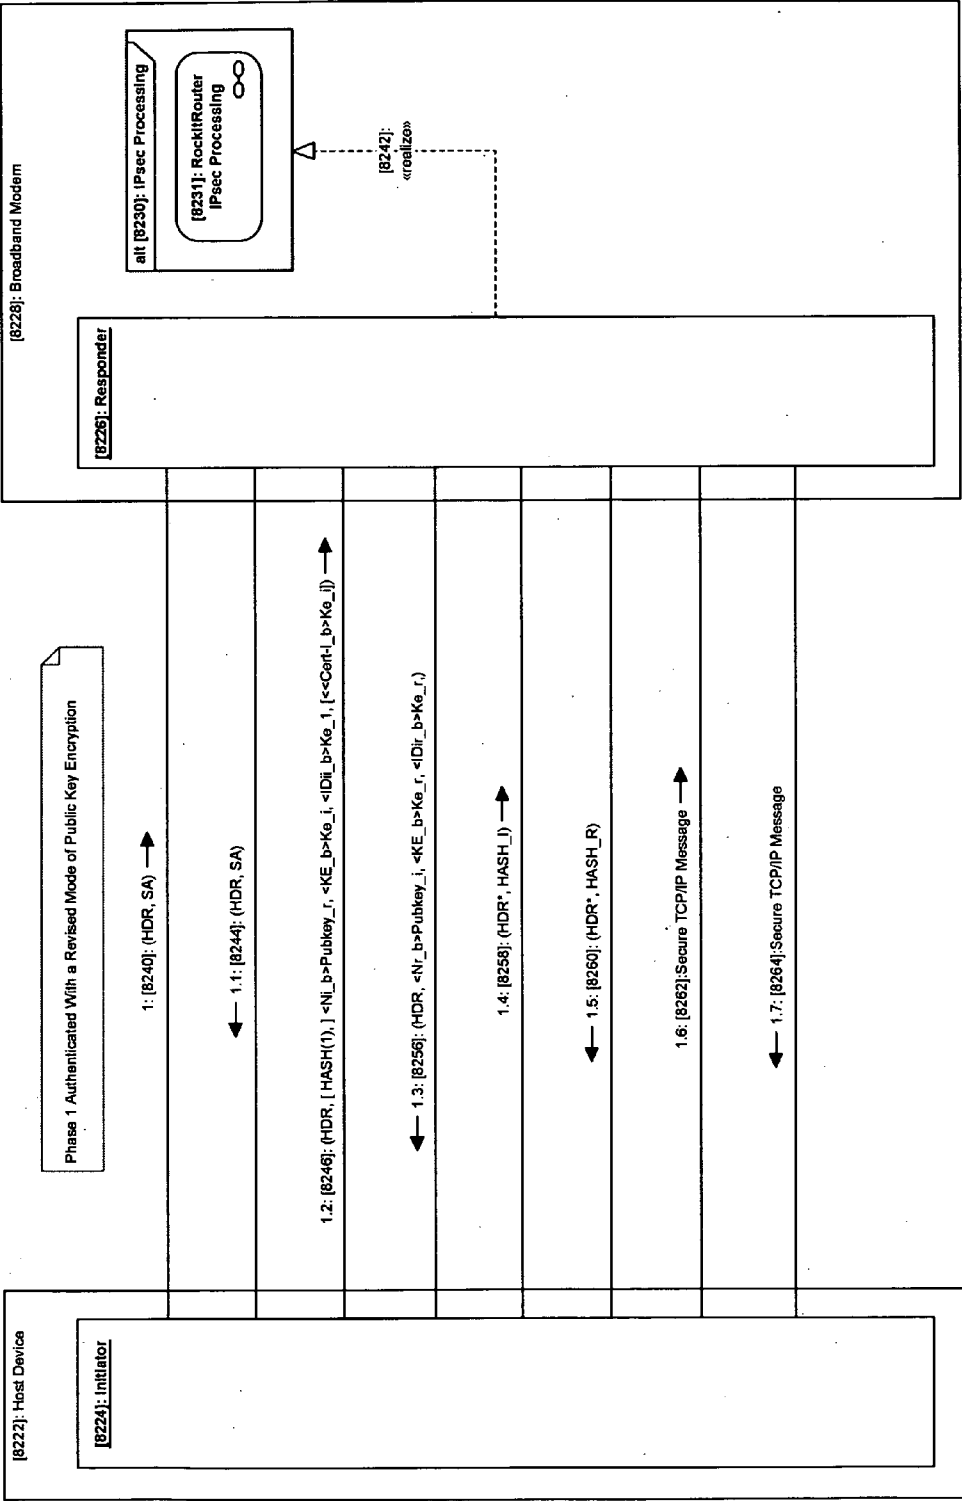 [8222]: Host Device
[8224]: Initiator
Phase 1 Authenticated With a Revised Mode of Public Key Encryption
1: [8240]: (HDR, SA)
1.1: [8244]: (HDR, SA)
1.2: [8246]: (HDR, [ HASH(1), ] <Ni_b>Pubkey_r, <KE_b>Ke_i, <IDii_b>Ke_1, [<<Cert-I_b>Ke_i])
1.3: [8256]: (HDR, <Nr_b>Pubkey_i, <KE_b>Ke_r, <IDir_b>Ke_r,)
1.4: [8258]: (HDR*, HASH_I)
1.5: [8260]: (HDR*, HASH_R)
1.6: [8262]:Secure TCP/IP Message
1.7: [8264]:Secure TCP/IP Message
[8228]: Broadband Modem
[8226]: Responder
alt [8230]: IPsec Processing
[8231]: RockitRouter
IPsec Processing
[8242]:
«realize»